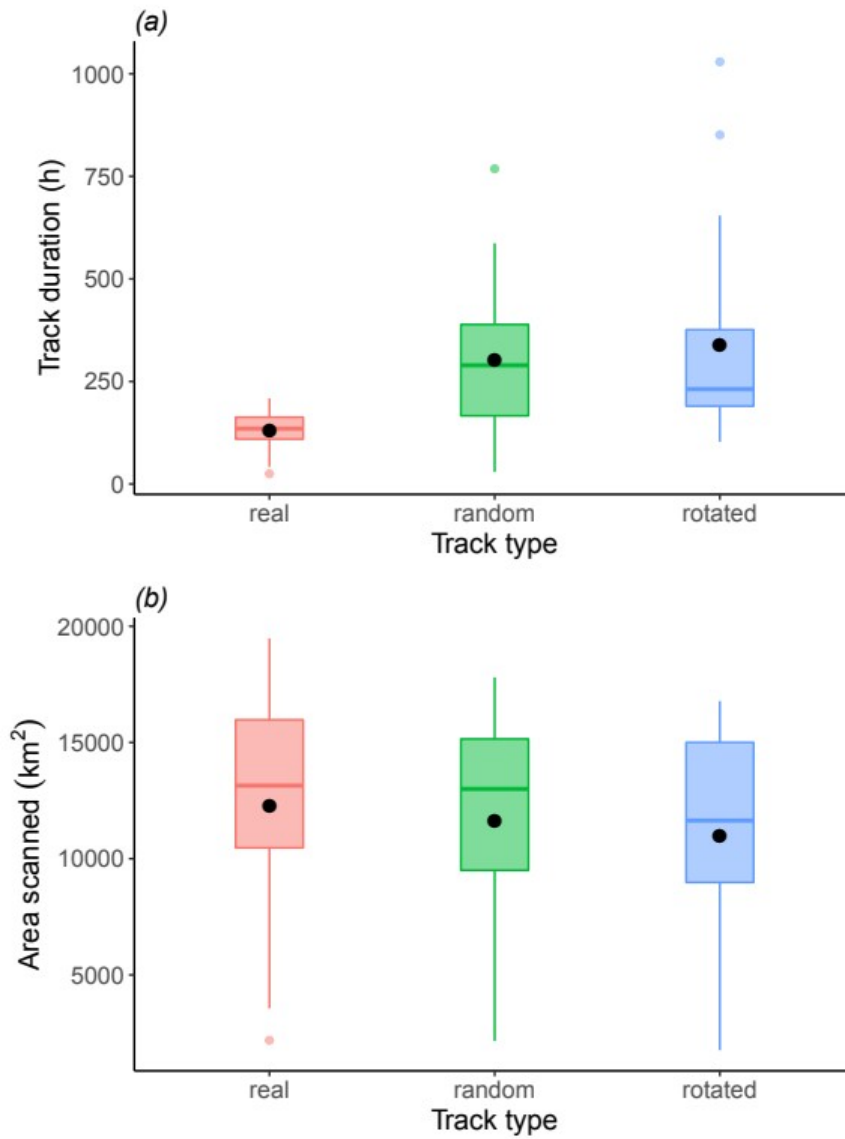 (a)
Track duration (h)
1000
750
500
250
0
real random rotated
Track type
(b)
Area scanned (km²)
20000
15000
10000
5000
real random rotated
Track type